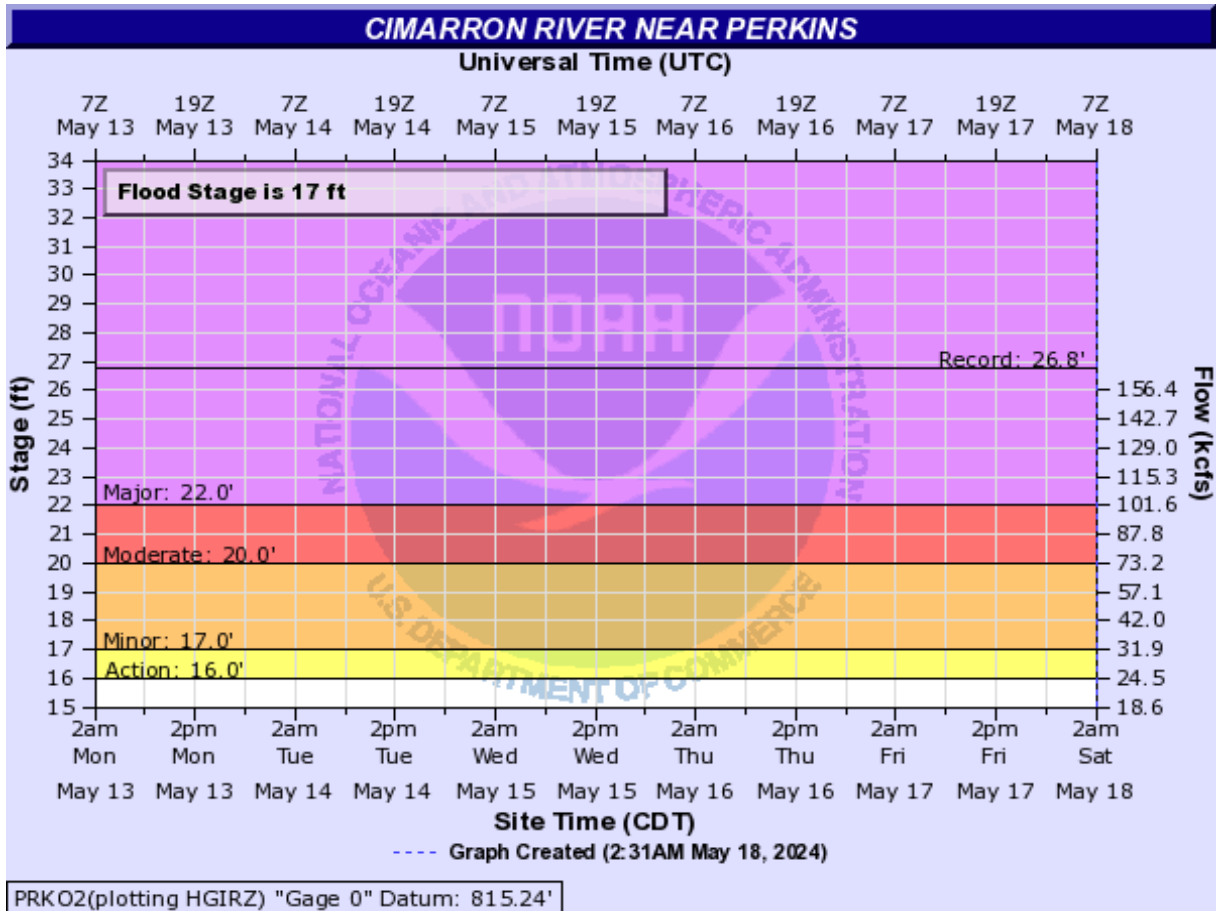 CIMARRON RIVER NEAR PERKINS
Universal Time (UTC)
7Z 19Z 7Z 19Z 7Z 19Z 7Z 19Z 7Z 19Z 7Z
May 13 May 13 May 14 May 14 May 15 May 15 May 16 May 16 May 17 May 17 May 18
Flood Stage is 17 ft
NATIONAL OCEANIC AND ATMOSPHERIC ADMINISTRATION
NOAA
U.S. DEPARTMENT OF COMMERCE
Stage (ft)
34
33
32
31
30
29
28
27
26
25
24
23
22
21
20
19
18
17
16
15
Record: 26.8'
Major: 22.0'
Moderate: 20.0'
Minor: 17.0'
Action: 16.0'
Flow (kcfs)
156.4
142.7
129.0
115.3
101.6
87.8
73.2
57.1
42.0
31.9
24.5
18.6
2am 2pm 2am 2pm 2am 2pm 2am 2pm 2am 2pm 2am
Mon Mon Tue Tue Wed Wed Thu Thu Fri Fri Sat
May 13 May 13 May 14 May 14 May 15 May 15 May 16 May 16 May 17 May 17 May 18
Site Time (CDT)
---- Graph Created (2:31AM May 18, 2024)
PRKO2(plotting HGIRZ) "Gage 0" Datum: 815.24'